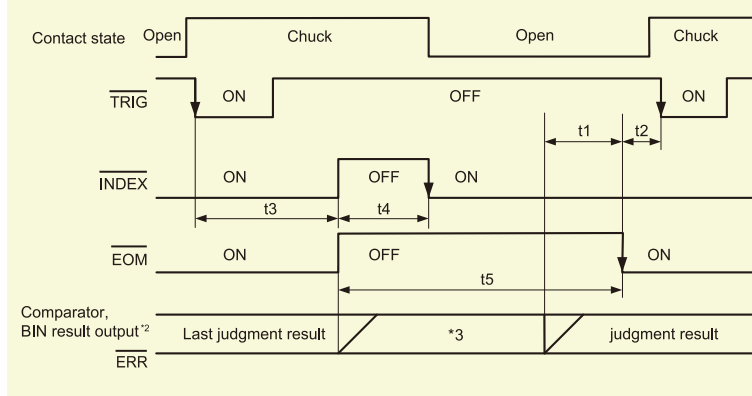 Contact state Open Chuck Open Chuck
TRIG ON OFF ON
t1 t2
INDEX ON OFF ON
t3 t4
EOM ON OFF ON
t5
Comparator,
BIN result output*2 Last judgment result *3 judgment result
ERR